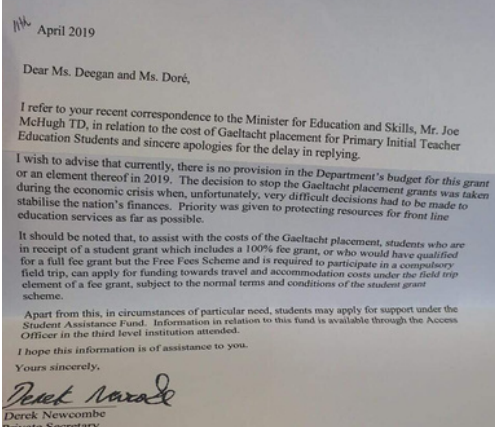 11th April 2019
Dear Ms. Deegan and Ms. Doré,
I refer to your recent correspondence to the Minister for Education and Skills, Mr. Joe
McHugh TD, in relation to the cost of Gaeltacht placement for Primary Initial Teacher
Education Students and sincere apologies for the delay in replying.
I wish to advise that currently, there is no provision in the Department's budget for this grant
or an element thereof in 2019. The decision to stop the Gaeltacht placement grants was taken
during the economic crisis when, unfortunately, very difficult decisions had to be made to
stabilise the nation's finances. Priority was given to protecting resources for front line
education services as far as possible.
It should be noted that, to assist with the costs of the Gaeltacht placement, students who are
in receipt of a student grant which includes a 100% fee grant, or who would have qualified
for a full fee grant but the Free Fees Scheme and is required to participate in a compulsory
field trip, can apply for funding towards travel and accommodation costs under the field trip
element of a fee grant, subject to the normal terms and conditions of the student grant
scheme.
Apart from this, in circumstances of particular need, students may apply for support under the
Student Assistance Fund. Information in relation to this fund is available through the Access
Officer in the third level institution attended.
I hope this information is of assistance to you.
Yours sincerely,
Derek Newcombe
Derek Newcombe
Private Secretary